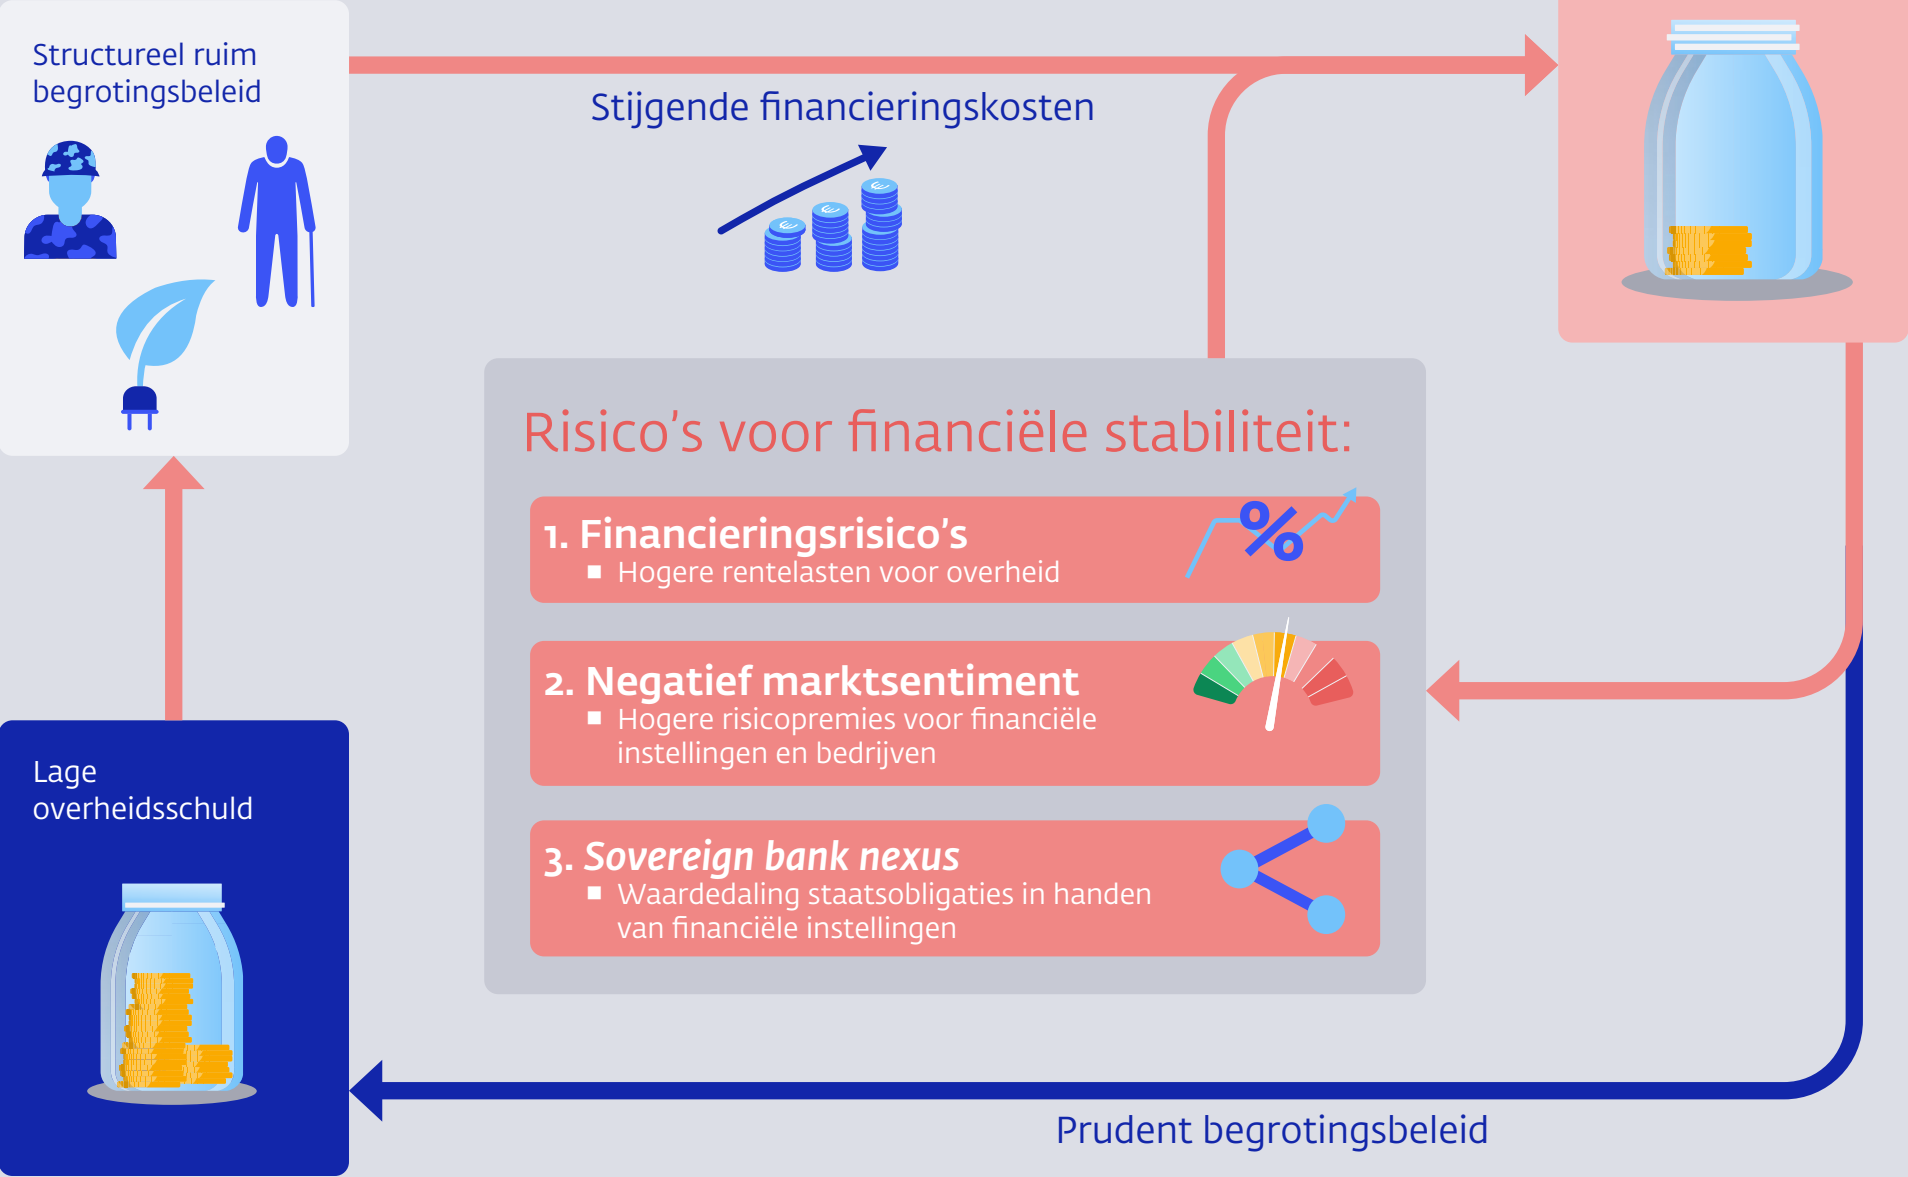 Structureel ruim
begrotingsbeleid
Stijgende financieringskosten
Risico's voor financiële stabiliteit:
1. Financieringsrisico's
■ Hogere rentelasten voor overheid
%
2. Negatief marktsentiment
■ Hogere risicopremies voor financiële
instellingen en bedrijven
3. Sovereign bank nexus
■ Waardedaling staatsobligaties in handen
van financiële instellingen
Lage
overheidsschuld
Prudent begrotingsbeleid